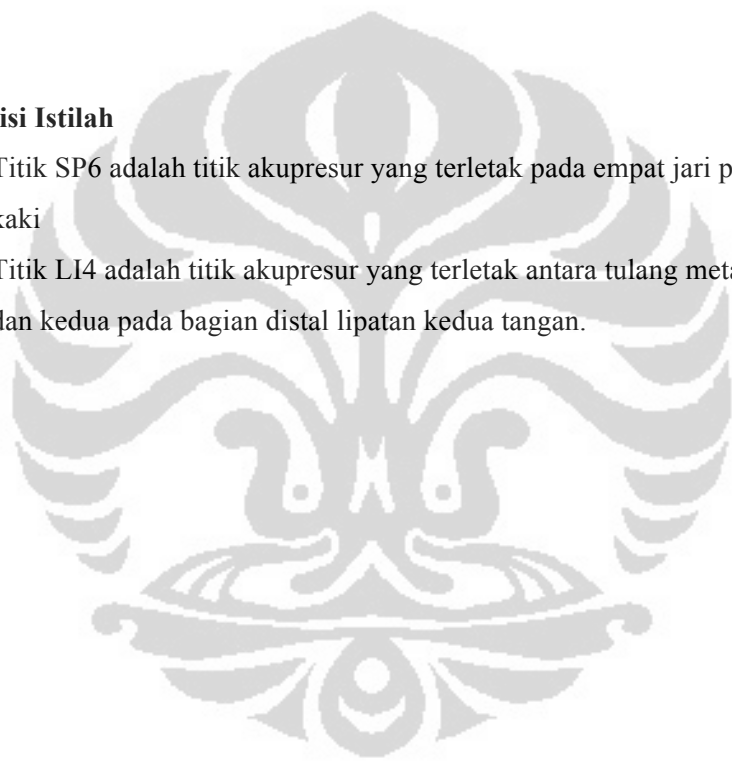 isi Istilah
Titik SP6 adalah titik akupresur yang terletak pada empat jari p
kaki
Titik LI4 adalah titik akupresur yang terletak antara tulang meta
dan kedua pada bagian distal lipatan kedua tangan.